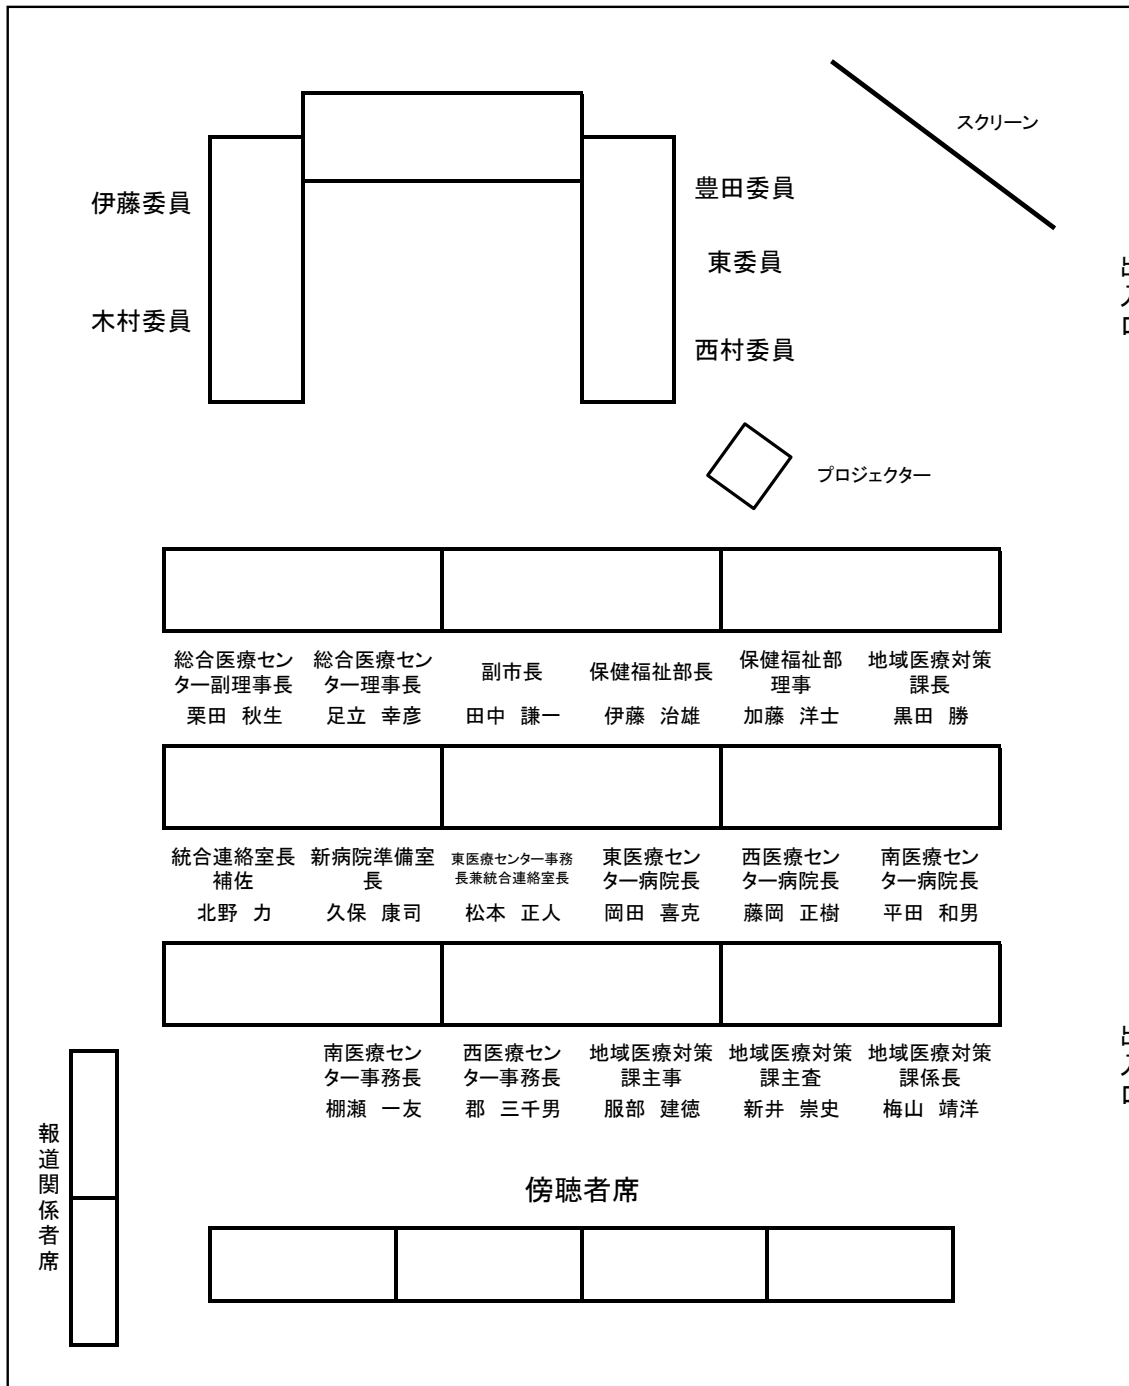 スクリーン
伊藤委員
豊田委員
東委員
出入口
木村委員
西村委員
プロジェクター
総合医療センター副理事長
栗田 秋生
総合医療センター理事長
足立 幸彦
副市長
田中 謙一
保健福祉部長
伊藤 治雄
保健福祉部理事
加藤 洋士
地域医療対策課長
黒田 勝
統合連絡室長補佐
北野 力
新病院準備室長
久保 康司
東医療センター事務長兼統合連絡室長
松本 正人
東医療センター病院長
岡田 喜克
西医療センター病院長
藤岡 正樹
南医療センター病院長
平田 和男
南医療センター事務長
棚瀬 一友
西医療センター事務長
郡 三千男
地域医療対策課主事
服部 建徳
地域医療対策課主査
新井 崇史
地域医療対策課係長
梅山 靖洋
出入口
報道関係者席
傍聴者席